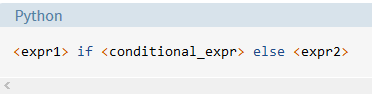 Python
<expr1> if <conditional_expr> else <expr2>